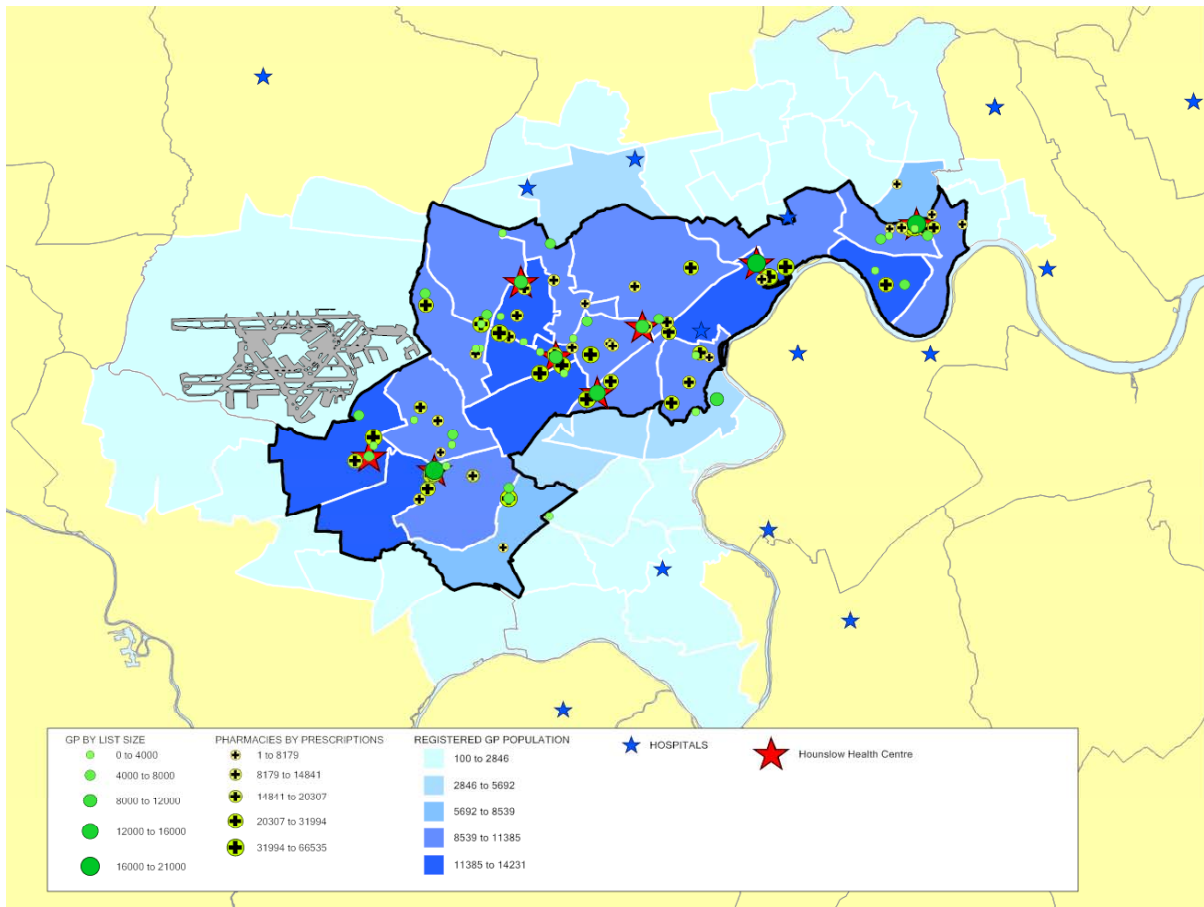 GP BY LIST SIZE
0 to 4000
4000 to 8000
8000 to 12000
12000 to 16000
16000 to 21000
PHARMACIES BY PRESCRIPTIONS
1 to 8179
8179 to 14841
14841 to 20307
20307 to 31994
31994 to 66535
REGISTERED GP POPULATION
100 to 2846
2846 to 5692
5692 to 8539
8539 to 11385
11385 to 14231
HOSPITALS
Hounslow Health Centre